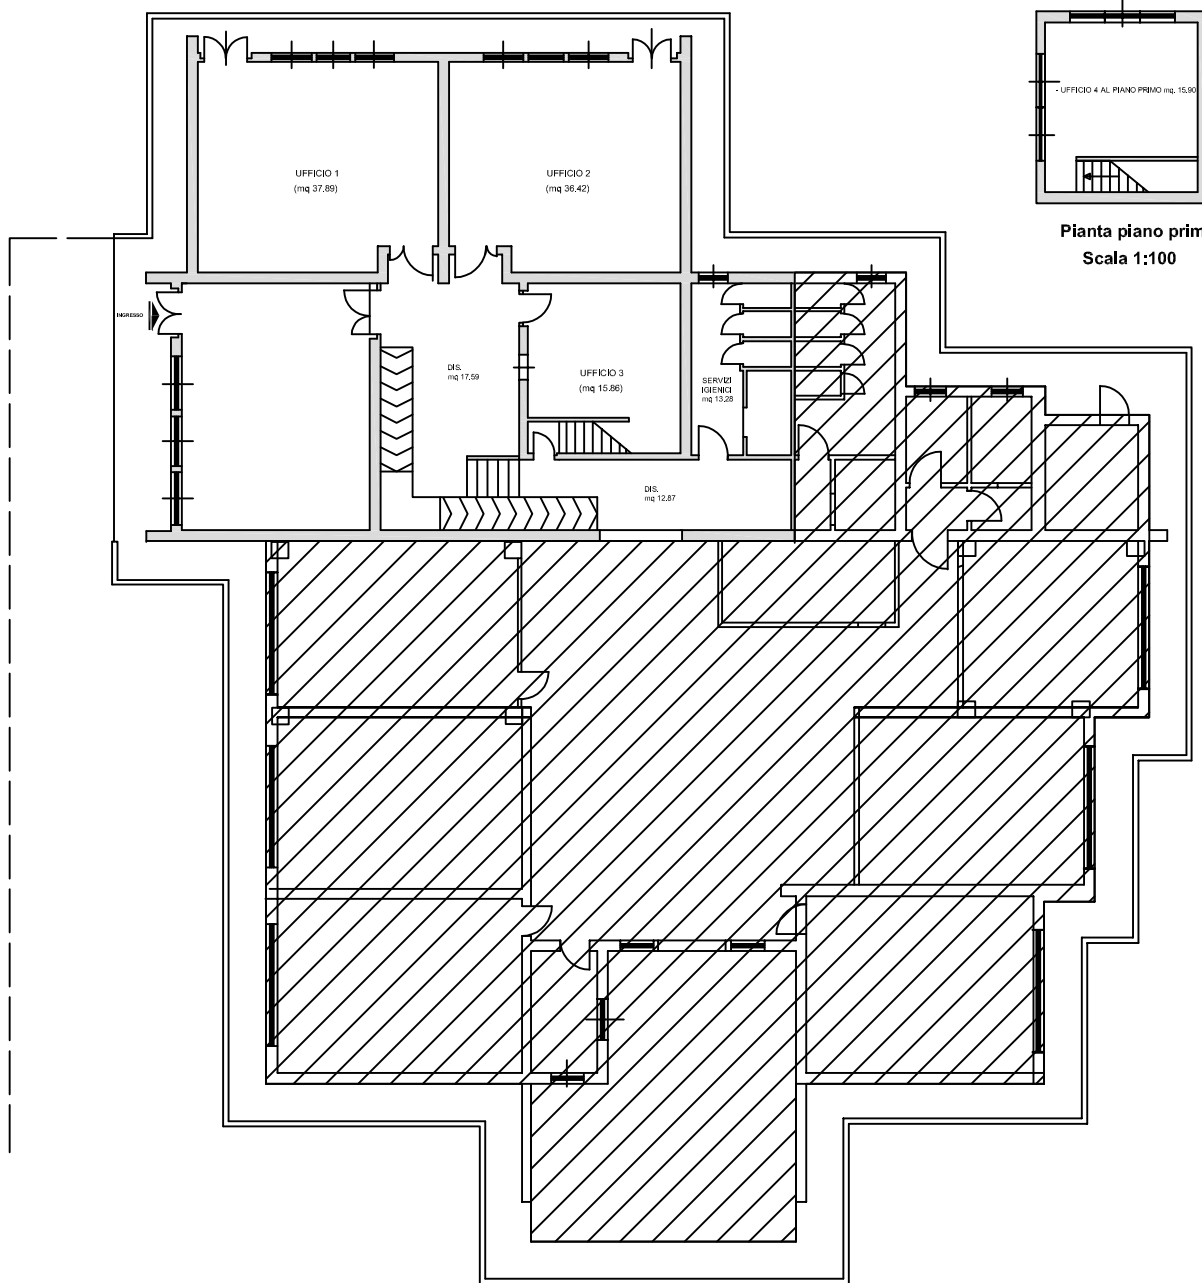 - UFFICIO 4 AL PIANO PRIMO mq. 15.90
UFFICIO 1
(mq 37.89)
UFFICIO 2
(mq 36.42)
Pianta piano prim
Scala 1:100
INGRESSO
DIS.
mq 17.59
UFFICIO 3
(mq 15.86)
SERVIZI
IGIENICI
mq 13.28
DIS.
mq 12.87